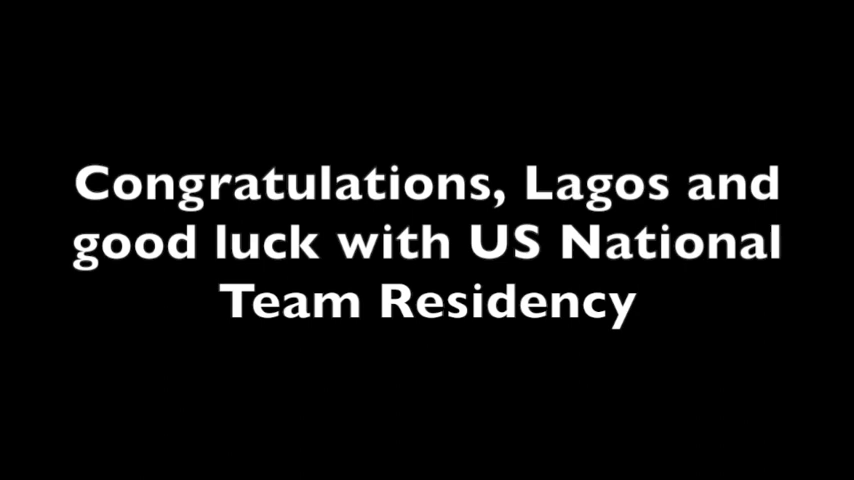 Congratulations, Lagos and
good luck with US National
Team Residency